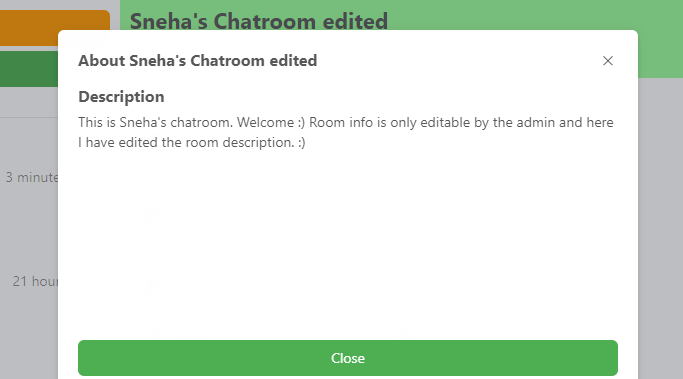 Sneha's Chatroom edited
About Sneha's Chatroom edited
Description
This is Sneha's chatroom. Welcome :) Room info is only editable by the admin and here
I have edited the room description. :)
3 minute
21 hour
Close